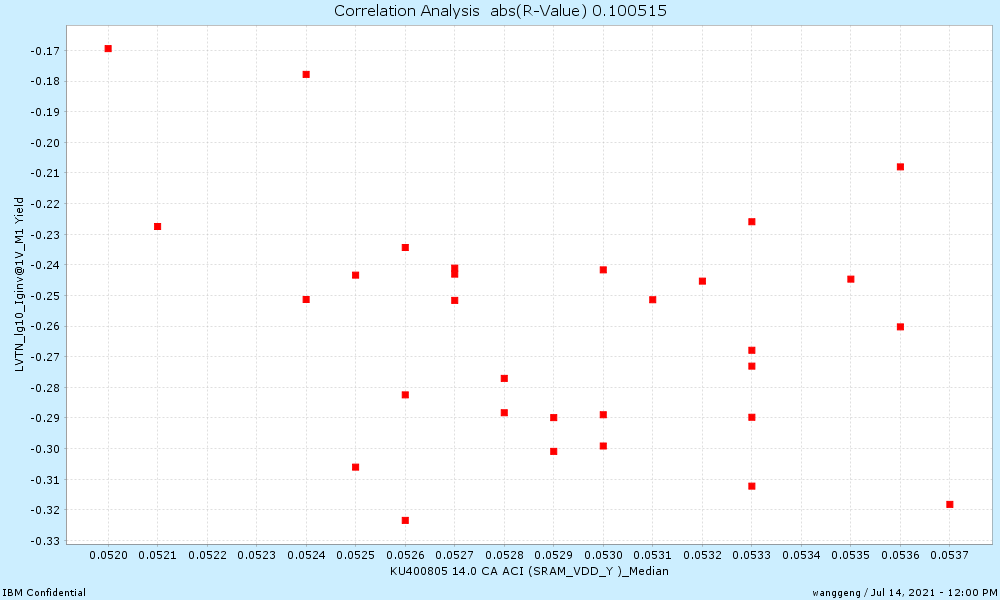 Correlation Analysis abs(R-Value) 0.100515
-0.17
-0.18
-0.19
-0.20
-0.21
-0.22
-0.23
-0.24
-0.25
-0.26
-0.27
-0.28
-0.29
-0.30
-0.31
-0.32
-0.33
LVTN_lg10_Iginv@1V_M1 Yield
0.0520 0.0521 0.0522 0.0523 0.0524 0.0525 0.0526 0.0527 0.0528 0.0529 0.0530 0.0531 0.0532 0.0533 0.0534 0.0535 0.0536 0.0537
KU400805 14.0 CA ACI (SRAM_VDD_Y )_Median
IBM Confidential
wanggeng / Jul 14, 2021 - 12:00 PM